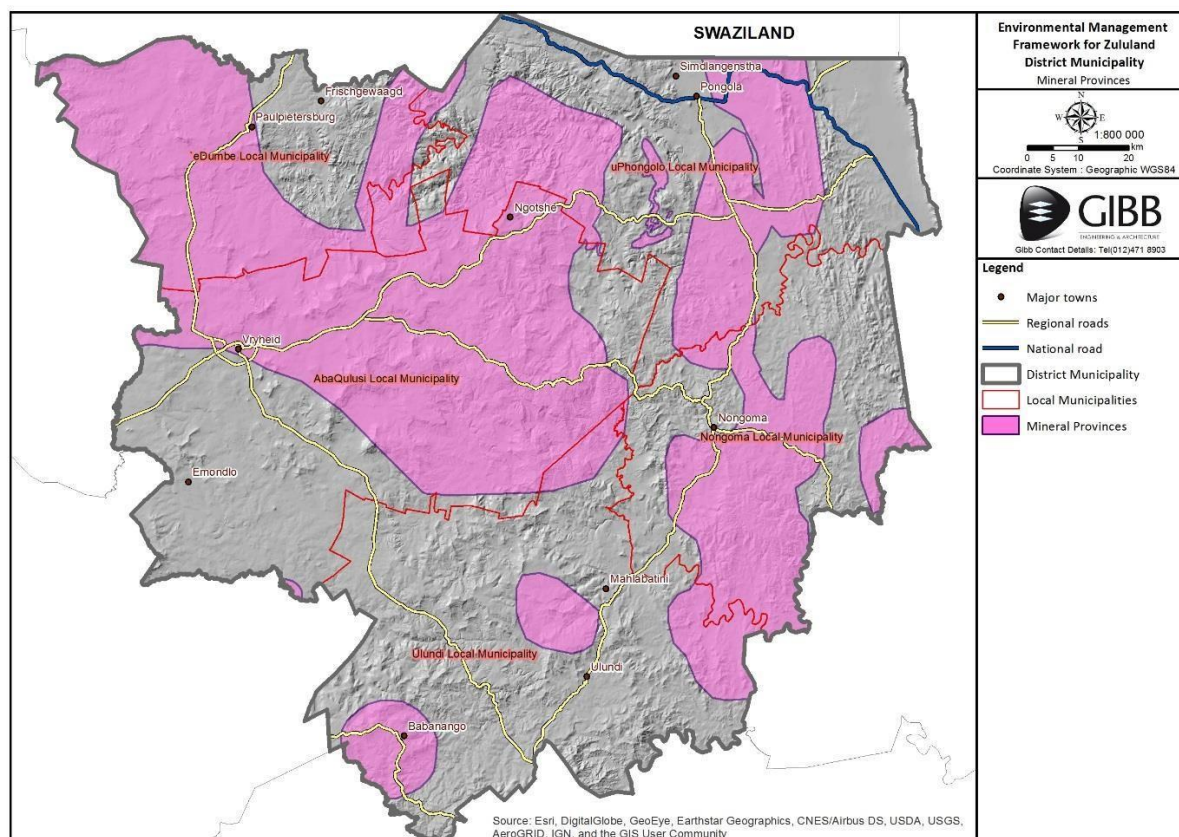 SWAZILAND
Simdlangenstha
Pongola
Frischgewaagd
Paulpietersburg
`eDumbe Local Municipality
uPhongolo Local Municipality
Ngotshe
Vryheid
AbaQulusi Local Municipality
Nongoma
Nongoma Local Municipality
Emondlo
Mahlabatini
Ulundi Local Municipality
Ulundi
Babanango
Source: Esri, DigitalGlobe, GeoEye, Earthstar Geographics, CNES/Airbus DS, USDA, USGS,
AeroGRID, IGN, and the GIS User Community
Environmental Management
Framework for Zululand
District Municipality
Mineral Provinces
N
W E
S
1:800 000
0 5 10 20
km
Coordinate System : Geographic WGS84
GIBB
ENGINEERING & ARCHITECTURE
Gibb Contact Details: Tel(012)471 8903
Legend
Major towns
Regional roads
National road
District Municipality
Local Municipalities
Mineral Provinces